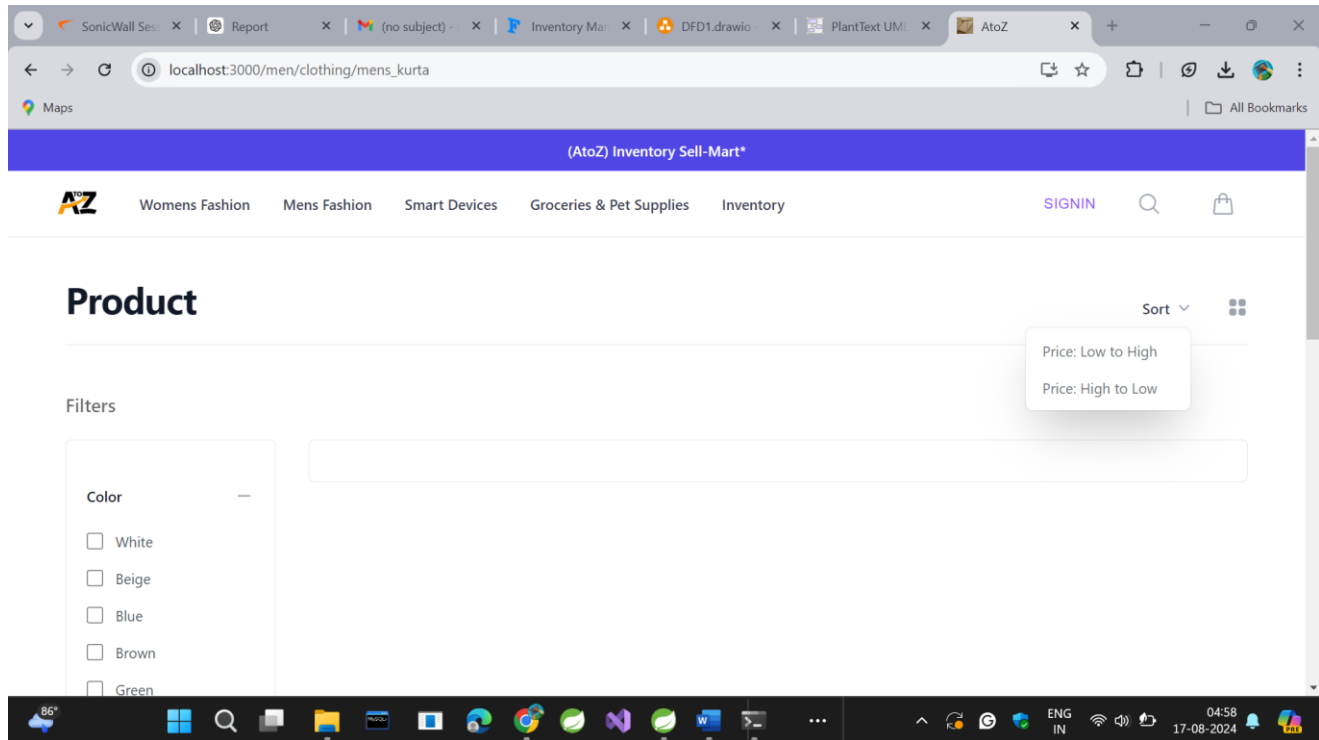 SonicWall Ses
Report
(no subject) -
Inventory Mar
DFD1.drawio -
PlantText UML
AtoZ
localhost:3000/men/clothing/mens_kurta
Maps
All Bookmarks
(AtoZ) Inventory Sell-Mart*
AtoZ
Womens Fashion
Mens Fashion
Smart Devices
Groceries & Pet Supplies
Inventory
SIGNIN
Product
Sort
Price: Low to High
Price: High to Low
Filters
Color
White
Beige
Blue
Brown
Green
86°
MySQL
ENG
IN
04:58
17-08-2024
PRE